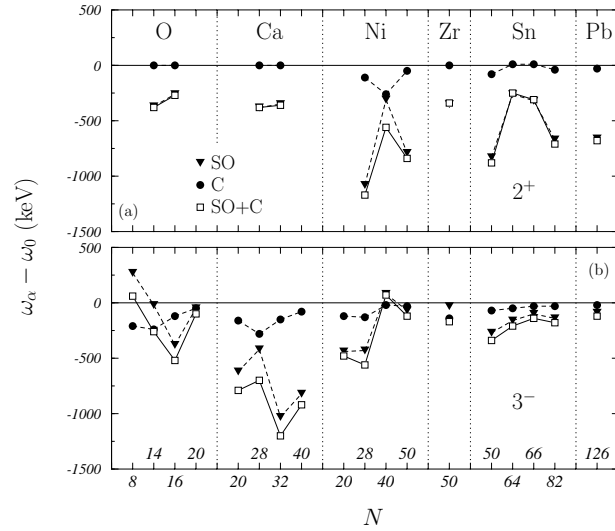 O Ca Ni Zr Sn Pb
500
0
-500
-1000
-1500
SO
C
SO+C
(a)
2⁺
ω_α − ω_0 (keV)
500
0
-500
-1000
-1500
(b)
3⁻
14 20 28 40 28 50 50 66 126
8 16 20 32 20 40 50 64 82
N